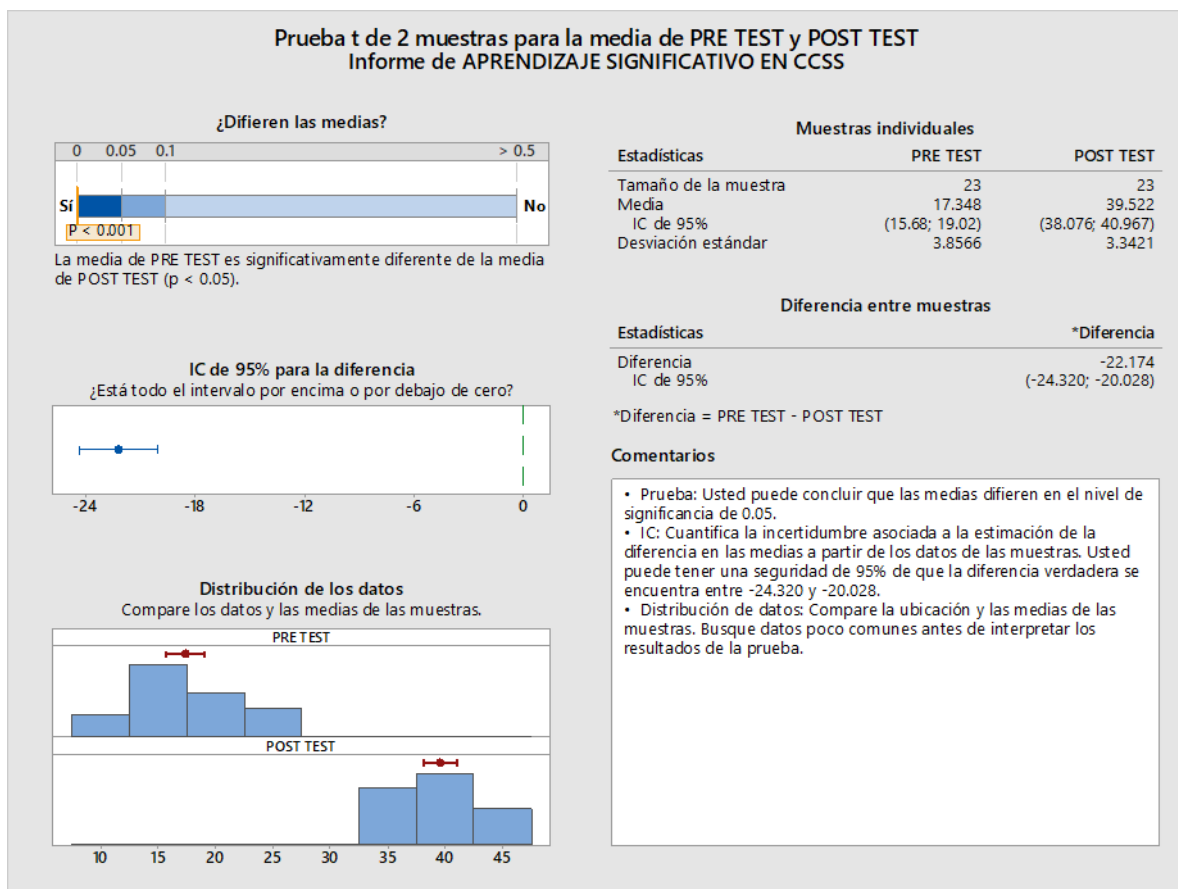 Prueba t de 2 muestras para la media de PRE TEST y POST TEST
Informe de APRENDIZAJE SIGNIFICATIVO EN CCSS
¿Difieren las medias?
0 0.05 0.1 > 0.5
Sí No
P < 0.001
La media de PRE TEST es significativamente diferente de la media
de POST TEST (p < 0.05).
IC de 95% para la diferencia
¿Está todo el intervalo por encima o por debajo de cero?
-24 -18 -12 -6 0
Distribución de los datos
Compare los datos y las medias de las muestras.
PRE TEST
POST TEST
10 15 20 25 30 35 40 45
Muestras individuales
Estadísticas PRE TEST POST TEST
Tamaño de la muestra 23 23
Media 17.348 39.522
IC de 95% (15.68; 19.02) (38.076; 40.967)
Desviación estándar 3.8566 3.3421
Diferencia entre muestras
Estadísticas *Diferencia
Diferencia -22.174
IC de 95% (-24.320; -20.028)
*Diferencia = PRE TEST - POST TEST
Comentarios
• Prueba: Usted puede concluir que las medias difieren en el nivel de
significancia de 0.05.
• IC: Cuantifica la incertidumbre asociada a la estimación de la
diferencia en las medias a partir de los datos de las muestras. Usted
puede tener una seguridad de 95% de que la diferencia verdadera se
encuentra entre -24.320 y -20.028.
• Distribución de datos: Compare la ubicación y las medias de las
muestras. Busque datos poco comunes antes de interpretar los
resultados de la prueba.